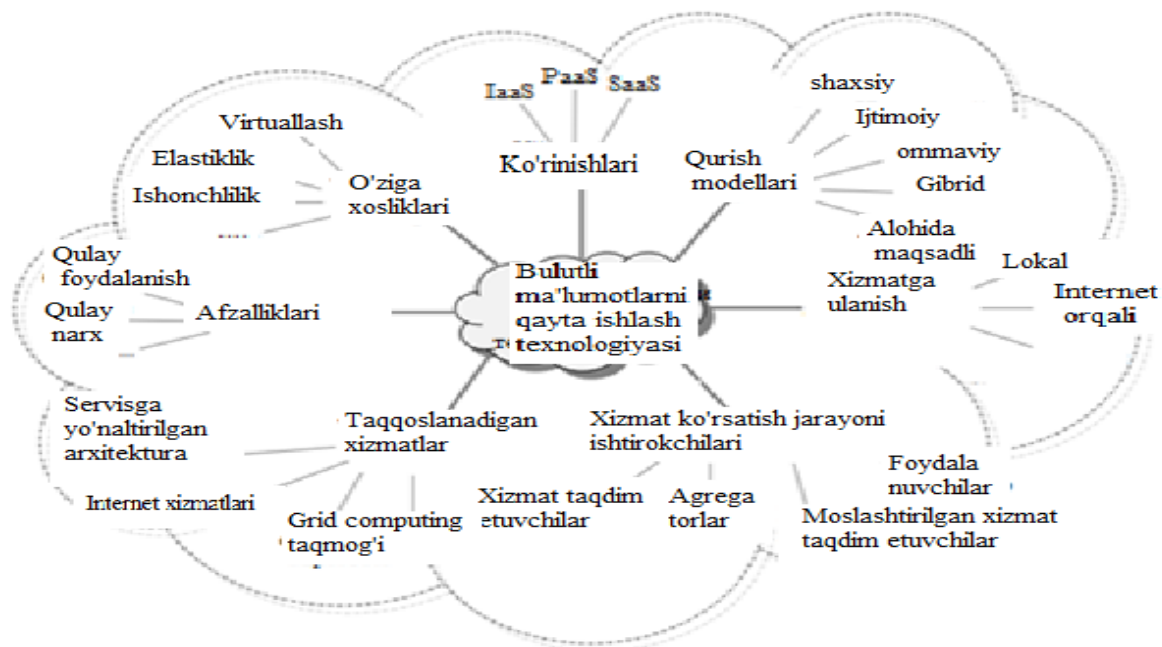 IaaS
PaaS
SaaS
Ko'rinishlari
shaxsiy
Ijtimoiy
ommaviy
Gibrid
Alohida
maqsadli
Qurish
modellari
Virtuallash
Elastiklik
Ishonchlilik
O'ziga
xosliklari
Qulay
foydalanish
Qulay
narx
Afzalliklari
Bulutli
ma'lumotlarni
qayta ishlash
texnologiyasi
Xizmatga
ulanish
Lokal
Internet
orqali
Servisga
yo'naltirilgan
arxitektura
Taqqoslanadigan
xizmatlar
Internet xizmatlari
Grid computing
taqmog'i
Xizmat ko'rsatish jarayoni
ishtirokchilari
Xizmat taqdim
etuvchilar
Agrega
torlar
Foydala
nuvchilar
Moslashtirilgan xizmat
taqdim etuvchilar